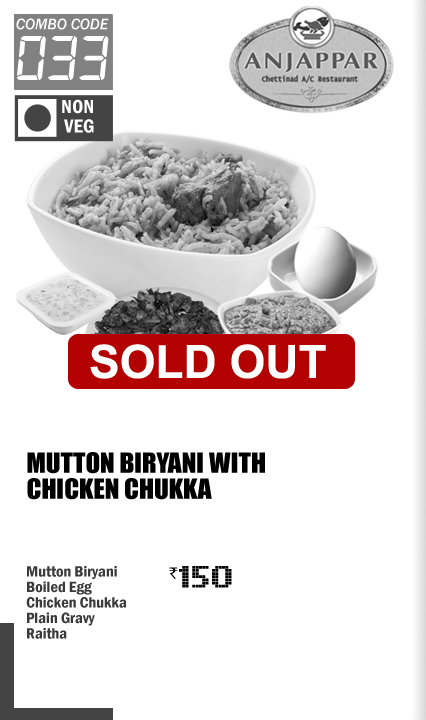 COMBO CODE
033
NON
VEG
ANJAPPAR
Chettinad A/C Restaurant
SOLD OUT
MUTTON BIRYANI WITH
CHICKEN CHUKKA
Mutton Biryani
Boiled Egg
Chicken Chukka
Plain Gravy
Raitha
₹150